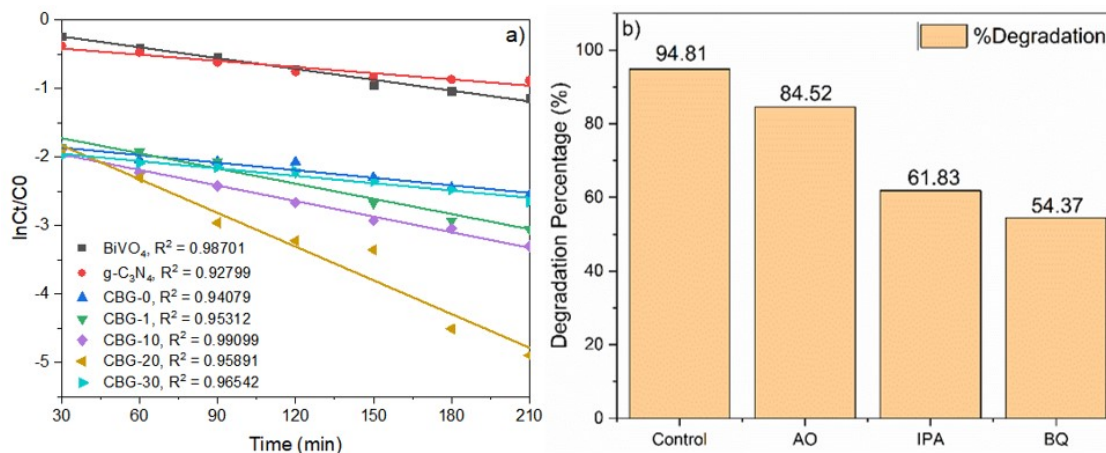 a)
lnCt/C0
0
-1
-2
-3
-4
-5
BiVO₄, R² = 0.98701
g-C₃N₄, R² = 0.92799
CBG-0, R² = 0.94079
CBG-1, R² = 0.95312
CBG-10, R² = 0.99099
CBG-20, R² = 0.95891
CBG-30, R² = 0.96542
30 60 90 120 150 180 210
Time (min)
b)
%Degradation
Degradation Percentage (%)
100
80
60
40
20
0
94.81
84.52
61.83
54.37
Control AO IPA BQ